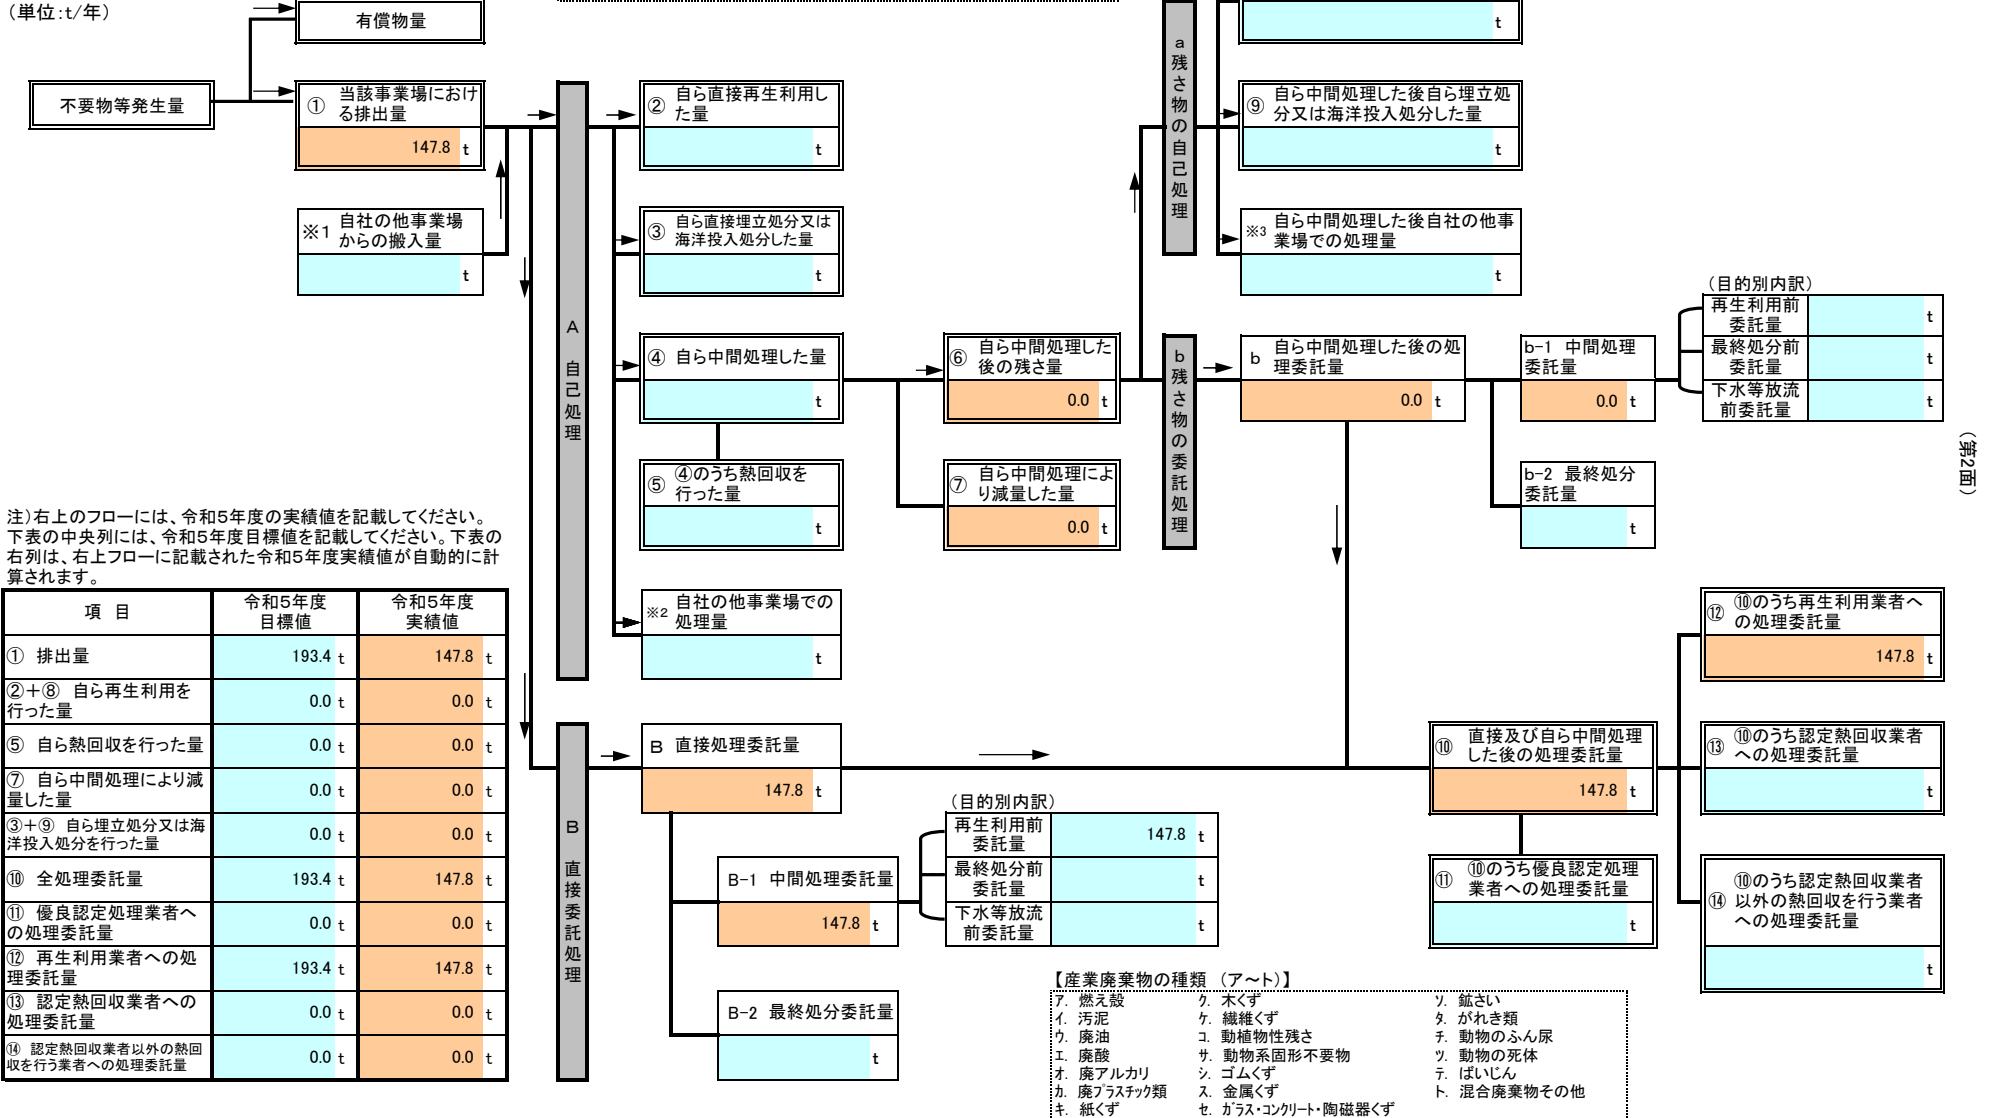 (単位:t/年)
有償物量
不要物等発生量
① 当該事業場におけ
る排出量
147.8 t
※1 自社の他事業場
からの搬入量
t
A 自己処理
② 自ら直接再生利用し
た量
t
③ 自ら直接埋立処分又は
海洋投入処分した量
t
④ 自ら中間処理した量
t
⑤ ④のうち熱回収を
行った量
t
※2 自社の他事業場での
処理量
t
⑥ 自ら中間処理した
後の残さ量
0.0 t
⑦ 自ら中間処理によ
り減量した量
0.0 t
a残さ物の自己処理
t
⑨ 自ら中間処理した後自ら埋立処
分又は海洋投入処分した量
t
※3 自ら中間処理した後自社の他事
業場での処理量
t
b残さ物の委託処理
b 自ら中間処理した後の処
理委託量
0.0 t
b-1 中間処理
委託量
0.0 t
b-2 最終処分
委託量
t
(目的別内訳)
再生利用前
委託量
t
最終処分前
委託量
t
下水等放流
前委託量
t
(第2面)
注)右上のフローには、令和5年度の実績値を記載してください。
下表の中央列には、令和5年度目標値を記載してください。下表の
右列は、右上フローに記載された令和5年度実績値が自動的に計
算されます。
項 目
令和5年度
目標値
令和5年度
実績値
① 排出量 193.4 t 147.8 t
②+⑧ 自ら再生利用を
行った量
0.0 t 0.0 t
⑤ 自ら熱回収を行った量 0.0 t 0.0 t
⑦ 自ら中間処理により減
量した量
0.0 t 0.0 t
③+⑨ 自ら埋立処分又は海
洋投入処分を行った量
0.0 t 0.0 t
⑩ 全処理委託量 193.4 t 147.8 t
⑪ 優良認定処理業者へ
の処理委託量
0.0 t 0.0 t
⑫ 再生利用業者への処
理委託量
193.4 t 147.8 t
⑬ 認定熱回収業者への
処理委託量
0.0 t 0.0 t
⑭ 認定熱回収業者以外の熱回
収を行う業者への処理委託量
0.0 t 0.0 t
B 直接委託処理
B 直接処理委託量
147.8 t
B-1 中間処理委託量
147.8 t
B-2 最終処分委託量
t
(目的別内訳)
再生利用前
委託量
147.8 t
最終処分前
委託量
t
下水等放流
前委託量
t
⑩ 直接及び自ら中間処理
した後の処理委託量
147.8 t
⑪ ⑩のうち優良認定処理
業者への処理委託量
t
⑫ ⑩のうち再生利用業者へ
の処理委託量
147.8 t
⑬ ⑩のうち認定熱回収業者
への処理委託量
t
⑭ ⑩のうち認定熱回収業者
以外の熱回収を行う業者
への処理委託量
t
【産業廃棄物の種類 (ア~ト)】
ア. 燃え殻 ク. 木くず ソ. 鉱さい
イ. 汚泥 ケ. 繊維くず タ. がれき類
ウ. 廃油 コ. 動植物性残さ チ. 動物のふん尿
エ. 廃酸 サ. 動物系固形不要物 ツ. 動物の死体
オ. 廃アルカリ シ. ゴムくず テ. ばいじん
カ. 廃プラスチック類 ス. 金属くず ト. 混合廃棄物その他
キ. 紙くず セ. ガラス・コンクリート・陶磁器くず